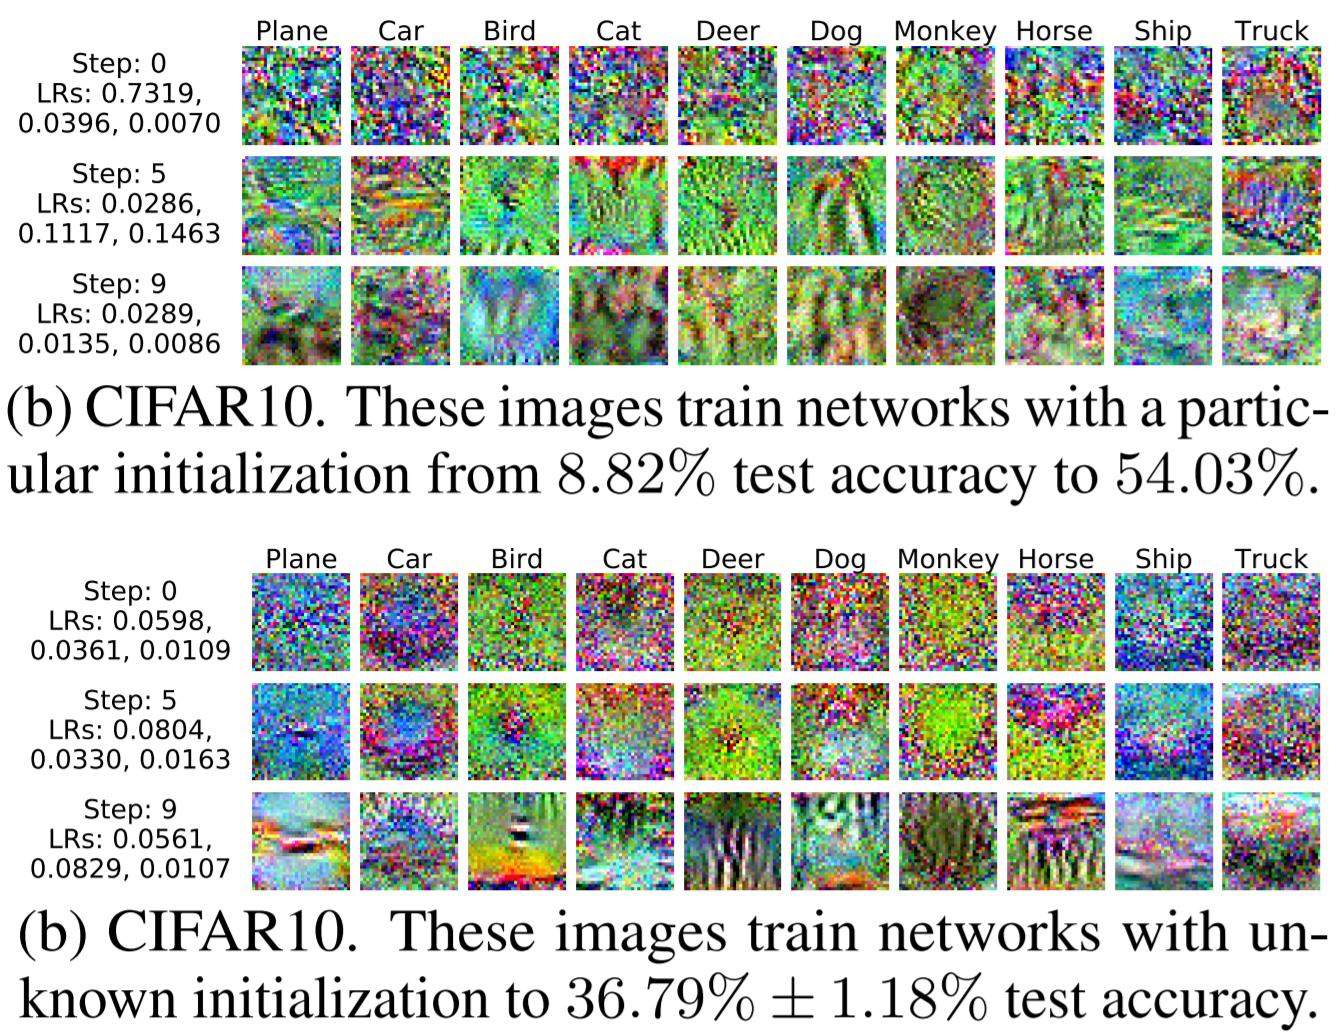 Plane Car Bird Cat Deer Dog Monkey Horse Ship Truck
Step: 0
LRs: 0.7319,
0.0396, 0.0070
Step: 5
LRs: 0.0286,
0.1117, 0.1463
Step: 9
LRs: 0.0289,
0.0135, 0.0086
(b) CIFAR10. These images train networks with a partic-
ular initialization from 8.82% test accuracy to 54.03%.
Plane Car Bird Cat Deer Dog Monkey Horse Ship Truck
Step: 0
LRs: 0.0598,
0.0361, 0.0109
Step: 5
LRs: 0.0804,
0.0330, 0.0163
Step: 9
LRs: 0.0561,
0.0829, 0.0107
(b) CIFAR10. These images train networks with un-
known initialization to 36.79% ± 1.18% test accuracy.